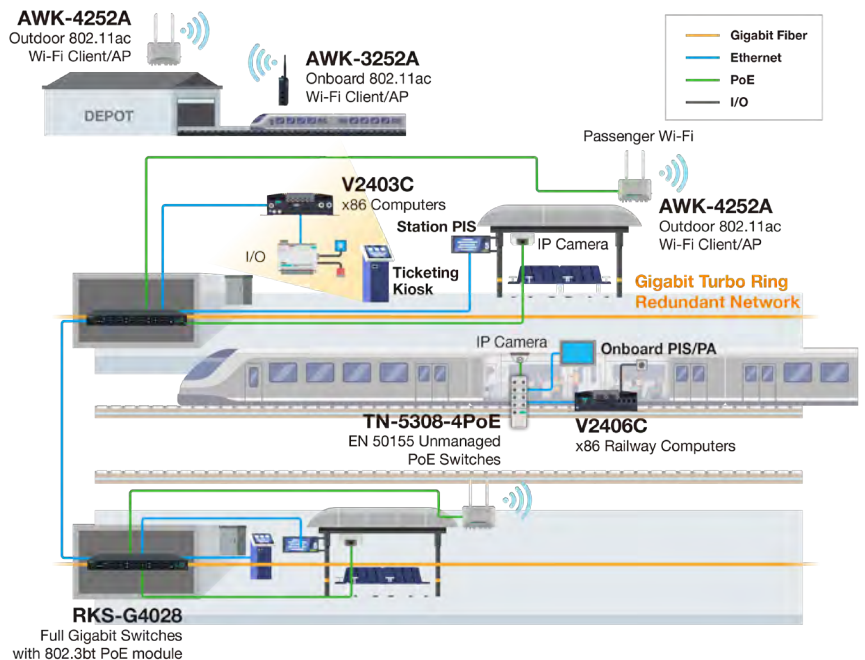 AWK-4252A
Outdoor 802.11ac
Wi-Fi Client/AP
AWK-3252A
Onboard 802.11ac
Wi-Fi Client/AP
DEPOT
Gigabit Fiber
Ethernet
PoE
I/O
Passenger Wi-Fi
V2403C
x86 Computers
AWK-4252A
Outdoor 802.11ac
Wi-Fi Client/AP
Station PIS
IP Camera
I/O
Ticketing
Kiosk
Gigabit Turbo Ring
Redundant Network
IP Camera
Onboard PIS/PA
TN-5308-4PoE
EN 50155 Unmanaged
PoE Switches
V2406C
x86 Railway Computers
RKS-G4028
Full Gigabit Switches
with 802.3bt PoE module